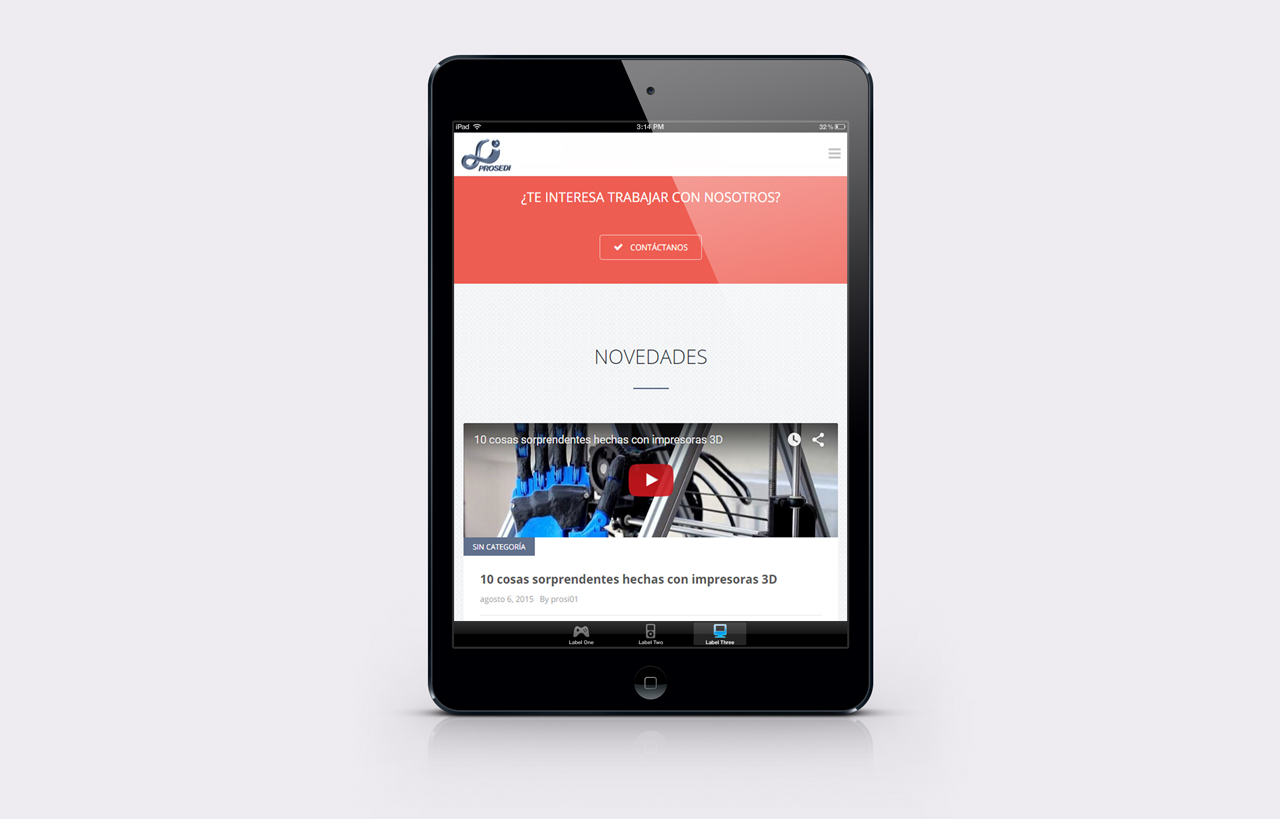 iPad 3:14 PM 32 %
PROSEDI
¿TE INTERESA TRABAJAR CON NOSOTROS?
CONTÁCTANOS
NOVEDADES
10 cosas sorprendentes hechas con impresoras 3D
SIN CATEGORÍA
10 cosas sorprendentes hechas con impresoras 3D
agosto 6, 2015 By prosi01
Label One Label Two Label Three